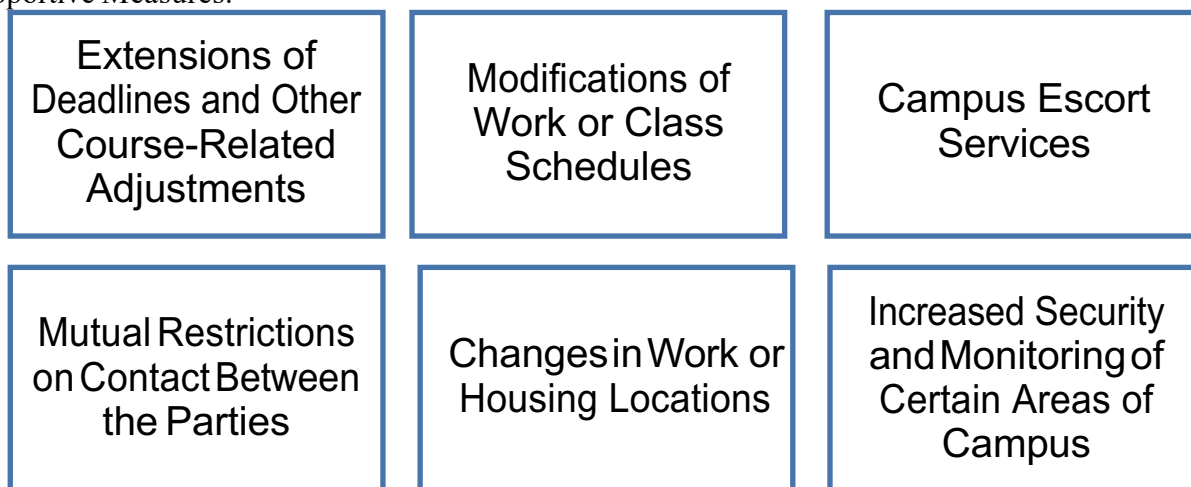 Measures:
Extensions of
Deadlines and Other
Course-Related
Adjustments
Modifications of
Work or Class
Schedules
Campus Escort
Services
Mutual Restrictions
on Contact Between
the Parties
Changes in Work or
Housing Locations
Increased Security
and Monitoring of
Certain Areas of
Campus